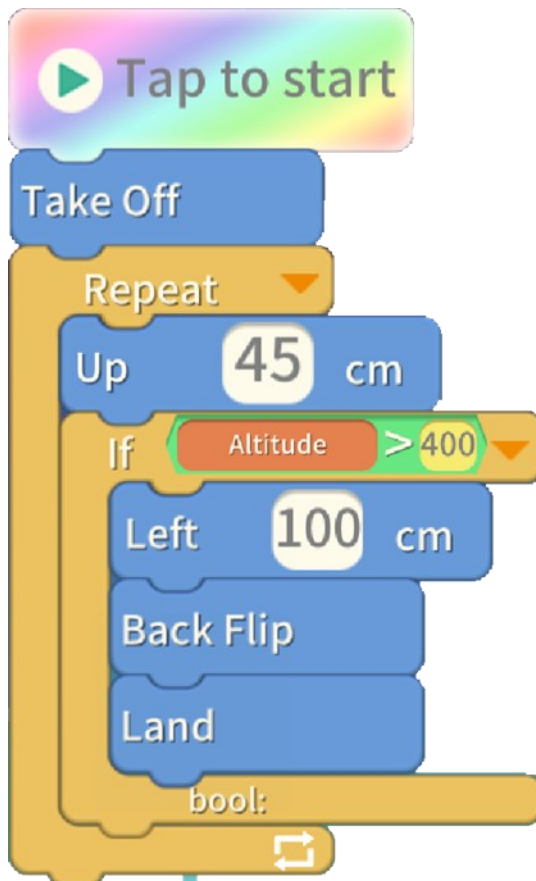 Tap to start
Take Off
Repeat
Up 45 cm
If Altitude > 400
Left 100 cm
Back Flip
Land
bool: